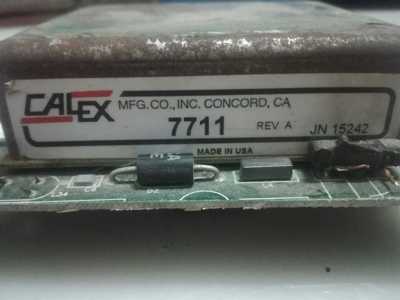 CALEX
MFG.CO., INC. CONCORD, CA
7711 REV A JN 15242
MADE IN USA